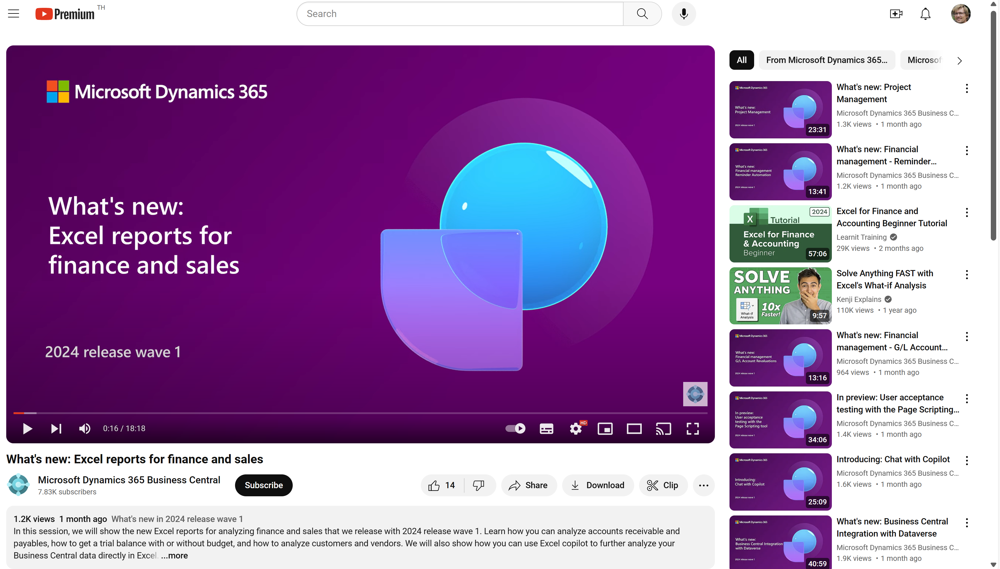 Premium
TH
Search
Microsoft Dynamics 365
What's new:
Excel reports for
finance and sales
2024 release wave 1
0:16 / 18:18
HD
What's new: Excel reports for finance and sales
Microsoft Dynamics 365 Business Central
7.83K subscribers
Subscribe
14
Share
Download
Clip
1.2K views 1 month ago What's new in 2024 release wave 1
In this session, we will show the new Excel reports for analyzing finance and sales that we release with 2024 release wave 1. Learn how you can analyze accounts receivable and
payables, how to get a trial balance with or without budget, and how to analyze customers and vendors. We will also show how you can use Excel copilot to further analyze your
Business Central data directly in Excel. ...more
All
From Microsoft Dynamics 365...
Microsof
Microsoft Dynamics 365
What's new:
Project Management
2024 release wave 1
23:31
What's new: Project
Management
Microsoft Dynamics 365 Business C...
1.3K views • 1 month ago
Microsoft Dynamics 365
What's new:
Financial management
Reminder Automation
2024 release wave 1
13:41
What's new: Financial
management - Reminder...
Microsoft Dynamics 365 Business C...
1.2K views • 1 month ago
X
Tutorial
2024
Excel for Finance
& Accounting
Beginner
57:06
Excel for Finance and
Accounting Beginner Tutorial
Learnit Training
29K views • 2 months ago
SOLVE
ANYTHING
What-if
Analysis
10x
Faster!
9:57
Solve Anything FAST with
Excel's What-if Analysis
Kenji Explains
110K views • 1 year ago
Microsoft Dynamics 365
What's new:
Financial management
G/L Account Revaluations
2024 release wave 1
13:16
What's new: Financial
management - G/L Account...
Microsoft Dynamics 365 Business C...
964 views • 1 month ago
Microsoft Dynamics 365
In preview:
User acceptance
testing with the
Page Scripting tool
2024 release wave 1
34:06
In preview: User acceptance
testing with the Page Scripting...
Microsoft Dynamics 365 Business C...
1.4K views • 1 month ago
Microsoft Dynamics 365
Introducing:
Chat with Copilot
2024 release wave 1
25:09
Introducing: Chat with Copilot
Microsoft Dynamics 365 Business C...
1.6K views • 1 month ago
Microsoft Dynamics 365
What's new:
Business Central Integration
with Dataverse
2024 release wave 1
40:59
What's new: Business Central
Integration with Dataverse
Microsoft Dynamics 365 Business C...
1.9K views • 1 month ago